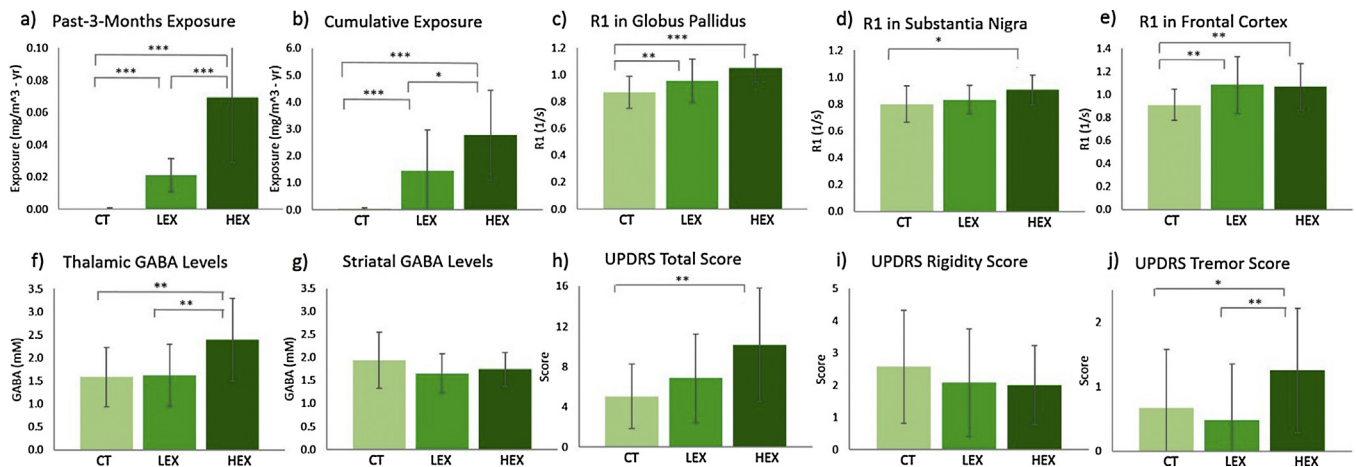 a) Past-3-Months Exposure
Exposure (mg/m^3 - yr)
0.10
0.08
0.06
0.04
0.02
0.00
***
***
***
CT LEX HEX
b) Cumulative Exposure
Exposure (mg/m^3 - yr)
6.0
5.0
4.0
3.0
2.0
1.0
0.0
***
*
***
CT LEX HEX
c) R1 in Globus Pallidus
R1 (1/s)
1.2
1.0
0.8
0.6
0.4
0.2
0.0
***
**
CT LEX HEX
d) R1 in Substantia Nigra
R1 (1/s)
1.2
1.0
0.8
0.6
0.4
0.2
0.0
*
CT LEX HEX
e) R1 in Frontal Cortex
R1 (1/s)
1.4
1.2
1.0
0.8
0.6
0.4
0.2
0.0
**
**
CT LEX HEX
f) Thalamic GABA Levels
GABA (mM)
3.5
3.0
2.5
2.0
1.5
1.0
0.5
0.0
**
**
CT LEX HEX
g) Striatal GABA Levels
GABA (mM)
3.5
3.0
2.5
2.0
1.5
1.0
0.5
0.0
CT LEX HEX
h) UPDRS Total Score
Score
16
12
8
4
0
**
CT LEX HEX
i) UPDRS Rigidity Score
Score
5
4
3
2
1
0
CT LEX HEX
j) UPDRS Tremor Score
Score
2
1
0
*
**
CT LEX HEX